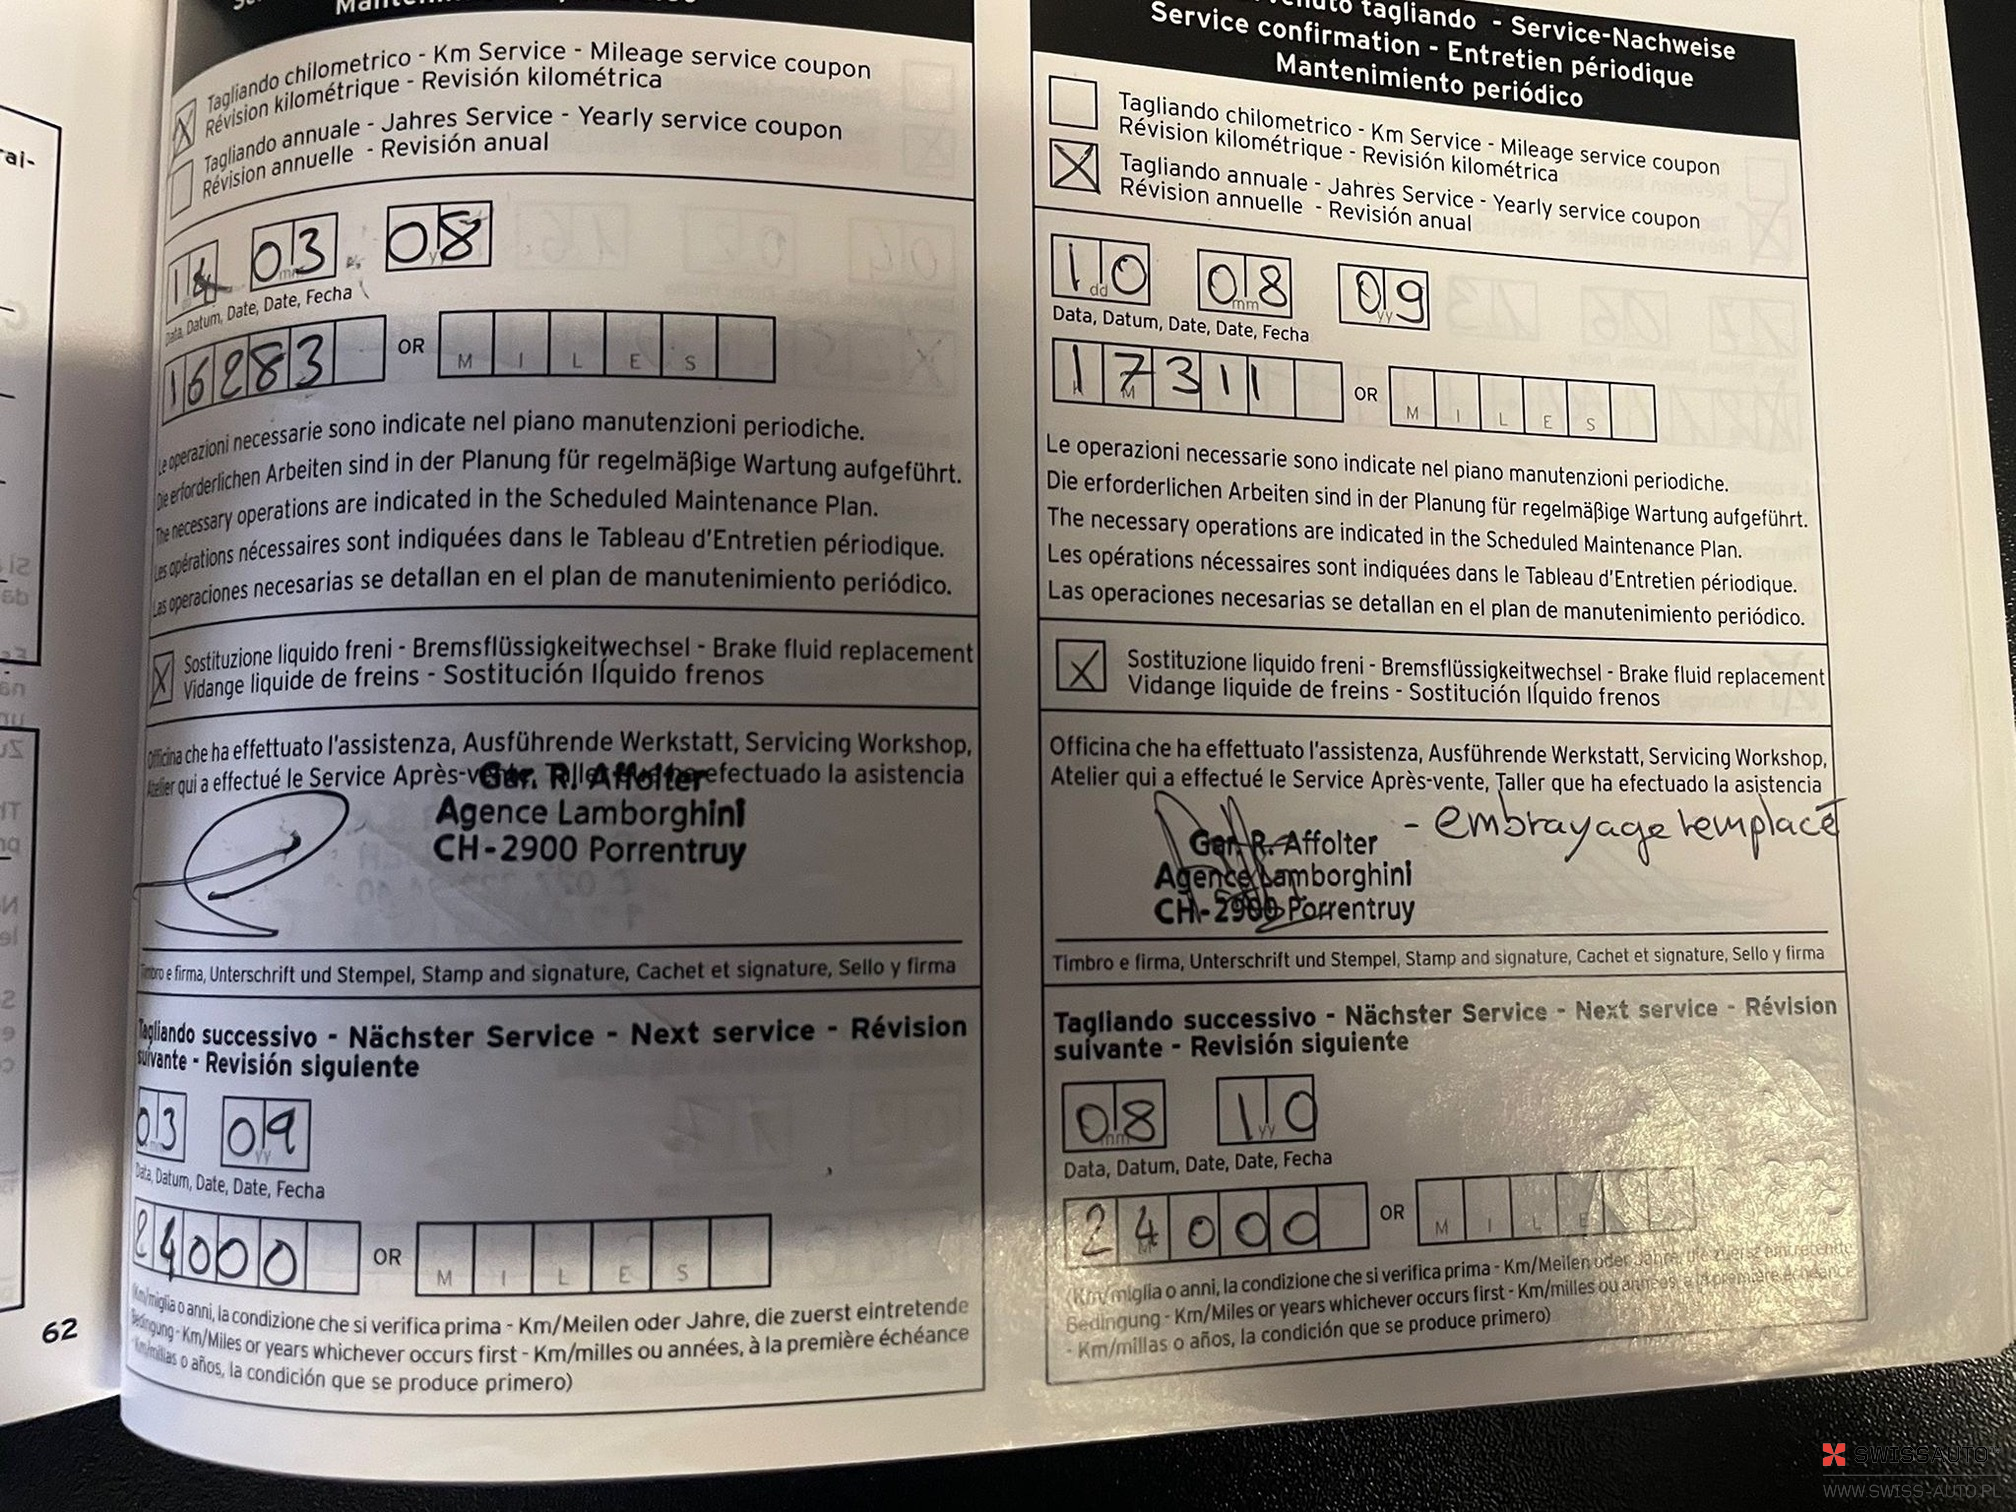 Tagliando chilometrico - Km Service - Mileage service coupon
Révision kilométrique - Revisión kilométrica
Tagliando annuale - Jahres Service - Yearly service coupon
Révision annuelle - Revisión anual
14 03 08
Data, Datum, Date, Date, Fecha
16283 OR MILES
Le operazioni necessarie sono indicate nel piano manutenzioni periodiche.
Die erforderlichen Arbeiten sind in der Planung für regelmäßige Wartung aufgeführt.
The necessary operations are indicated in the Scheduled Maintenance Plan.
Les opérations nécessaires sont indiquées dans le Tableau d'Entretien périodique.
Las operaciones necesarias se detallan en el plan de manutenimiento periódico.
Sostituzione liquido freni - Bremsflüssigkeitwechsel - Brake fluid replacement
Vidange liquide de freins - Sostitución líquido frenos
Officina che ha effettuato l'assistenza, Ausführende Werkstatt, Servicing Workshop,
Atelier qui a effectué le Service Après-vente, Taller que ha efectuado la asistencia
Gar. R. Affolter
Agence Lamborghini
CH-2900 Porrentruy
Timbro e firma, Unterschrift und Stempel, Stamp and signature, Cachet et signature, Sello y firma
Tagliando successivo - Nächster Service - Next service - Révision
suivante - Revisión siguiente
03 09
Data, Datum, Date, Date, Fecha
24000 OR MILES
(Km/miglia o anni, la condizione che si verifica prima - Km/Meilen oder Jahre, die zuerst eintretende
Bedingung - Km/Miles or years whichever occurs first - Km/milles ou années, à la première échéance
- Km/millas o años, la condición que se produce primero)
62
tagliando - Service-Nachweise
Service confirmation - Entretien périodique
Mantenimiento periódico
Tagliando chilometrico - Km Service - Mileage service coupon
Révision kilométrique - Revisión kilométrica
Tagliando annuale - Jahres Service - Yearly service coupon
Révision annuelle - Revisión anual
10 08 09
Data, Datum, Date, Date, Fecha
17311 OR MILES
Le operazioni necessarie sono indicate nel piano manutenzioni periodiche.
Die erforderlichen Arbeiten sind in der Planung für regelmäßige Wartung aufgeführt.
The necessary operations are indicated in the Scheduled Maintenance Plan.
Les opérations nécessaires sont indiquées dans le Tableau d'Entretien périodique.
Las operaciones necesarias se detallan en el plan de manutenimiento periódico.
Sostituzione liquido freni - Bremsflüssigkeitwechsel - Brake fluid replacement
Vidange liquide de freins - Sostitución líquido frenos
Officina che ha effettuato l'assistenza, Ausführende Werkstatt, Servicing Workshop,
Atelier qui a effectué le Service Après-vente, Taller que ha efectuado la asistencia
- embrayage remplacé
Gar. R. Affolter
Agence Lamborghini
CH-2900 Porrentruy
Timbro e firma, Unterschrift und Stempel, Stamp and signature, Cachet et signature, Sello y firma
Tagliando successivo - Nächster Service - Next service - Révision
suivante - Revisión siguiente
08 10
Data, Datum, Date, Date, Fecha
24000 OR MILE
(Km/miglia o anni, la condizione che si verifica prima - Km/Meilen oder Jahre, die zuerst eintretende
Bedingung - Km/Miles or years whichever occurs first - Km/milles ou années, à la première échéance
- Km/millas o años, la condición que se produce primero)
SWISSAUTO
WWW.SWISS-AUTO.PL